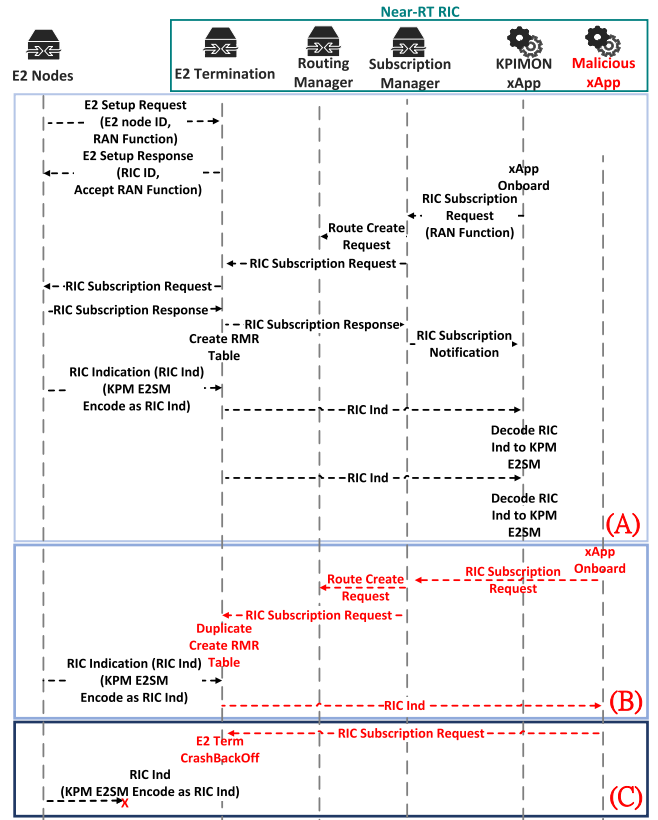 Near-RT RIC
E2 Nodes
E2 Termination
Routing
Manager
Subscription
Manager
KPIMON
xApp
Malicious
xApp
E2 Setup Request
(E2 node ID,
RAN Function)
E2 Setup Response
(RIC ID,
Accept RAN Function)
xApp
Onboard
RIC Subscription
Request
(RAN Function)
Route Create
Request
RIC Subscription Request
RIC Subscription Request
RIC Subscription Response
RIC Subscription Response
Create RMR
Table
RIC Subscription
Notification
RIC Indication (RIC Ind)
(KPM E2SM
Encode as RIC Ind)
RIC Ind
Decode RIC
Ind to KPM
E2SM
RIC Ind
Decode RIC
Ind to KPM
E2SM
(A)
xApp
Onboard
RIC Subscription
Request
Route Create
Request
RIC Subscription Request
Duplicate
Create RMR
Table
RIC Indication (RIC Ind)
(KPM E2SM
Encode as RIC Ind)
RIC Ind
(B)
RIC Subscription Request
E2 Term
CrashBackOff
RIC Ind
(KPM E2SM Encode as RIC Ind)
X
(C)